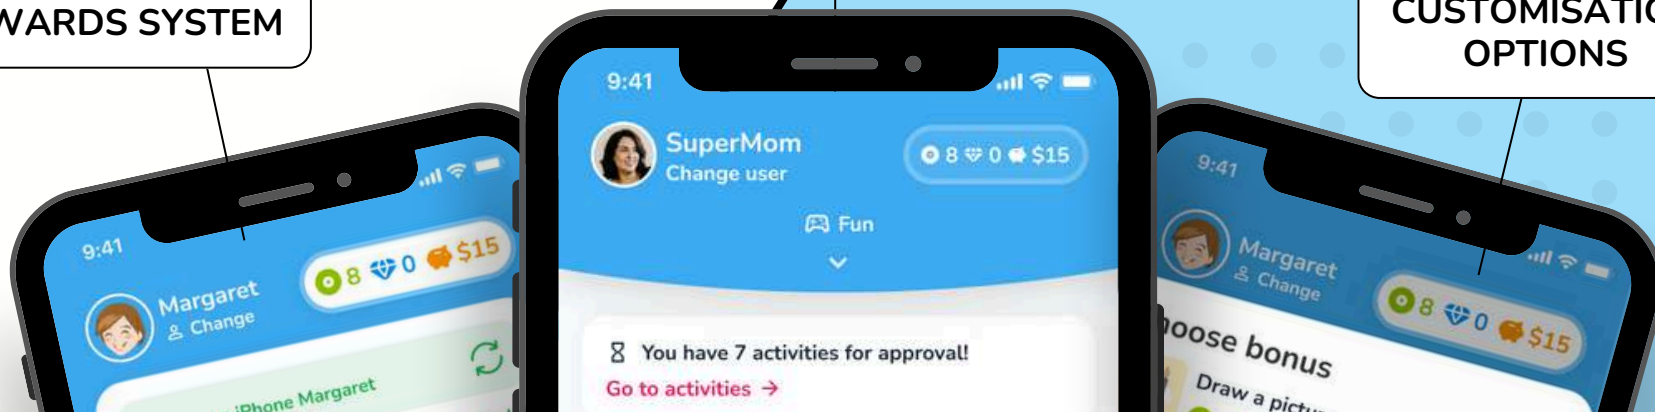 WARDS SYSTEM
CUSTOMISATIO
OPTIONS
9:41
Margaret
Change
8 0 $15
iPhone Margaret
9:41
SuperMom
Change user
8 0 $15
Fun
You have 7 activities for approval!
Go to activities →
9:41
Margaret
Change
8 0 $15
hoose bonus
Draw a pictu